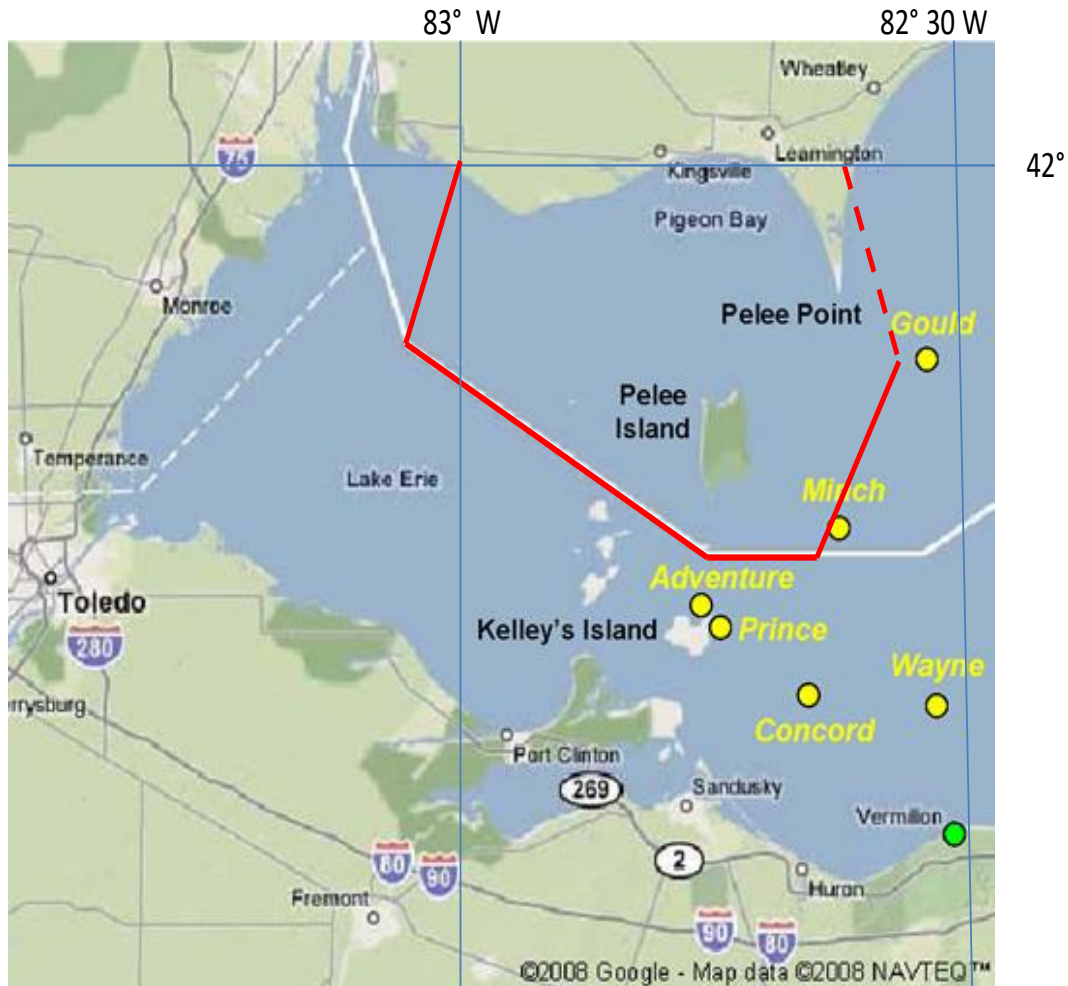 83° W
82° 30 W
Wheatley
75
Leamington
42°
Kingsville
Pigeon Bay
Monroe
Pelee Point
Gould
Pelee
Island
Temperance
Lake Erie
Minch
Adventure
Toledo
Kelley's Island
Prince
280
Wayne
rrysburg
Concord
Port Clinton
269
Sandusky
Vermilion
2
80
90
Huron
Fremont
90
80
©2008 Google - Map data ©2008 NAVTEQ™